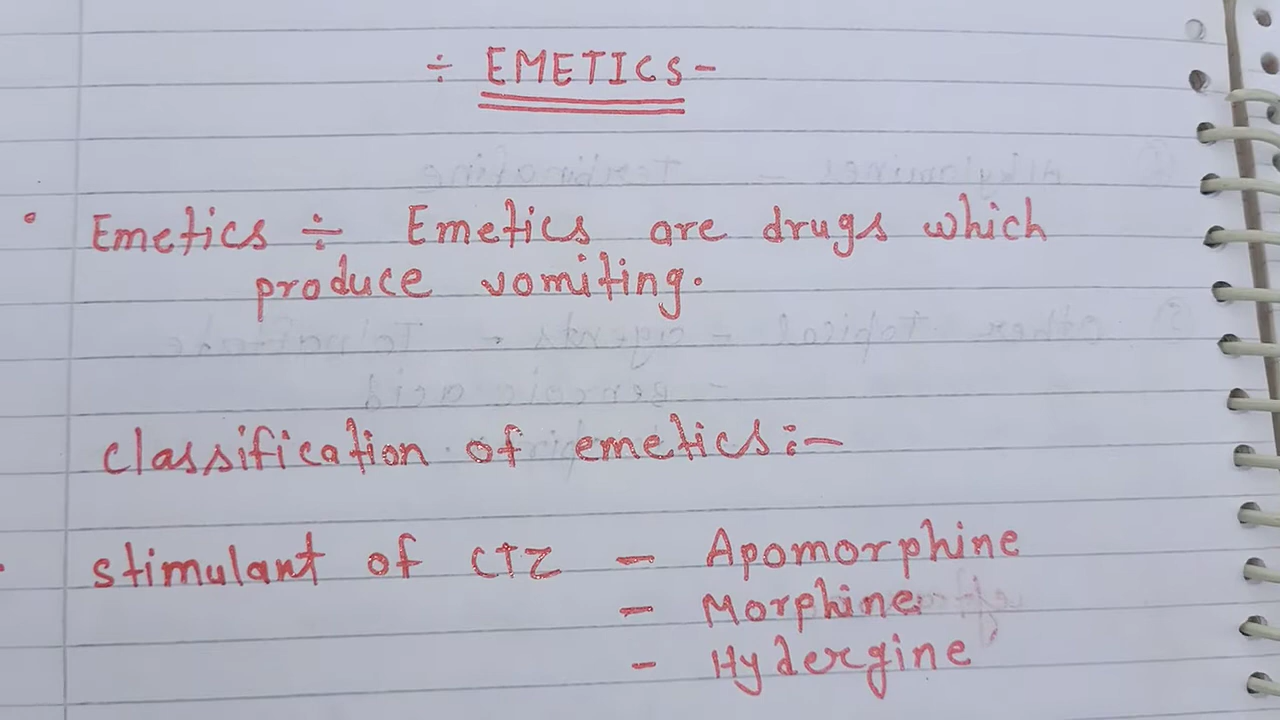 ÷ EMETICS -
• Emetics ÷ Emetics are drugs which
produce vomiting.
classification of emetics:-
• stimulant of CTZ - Apomorphine
- Morphine
- Hydergine